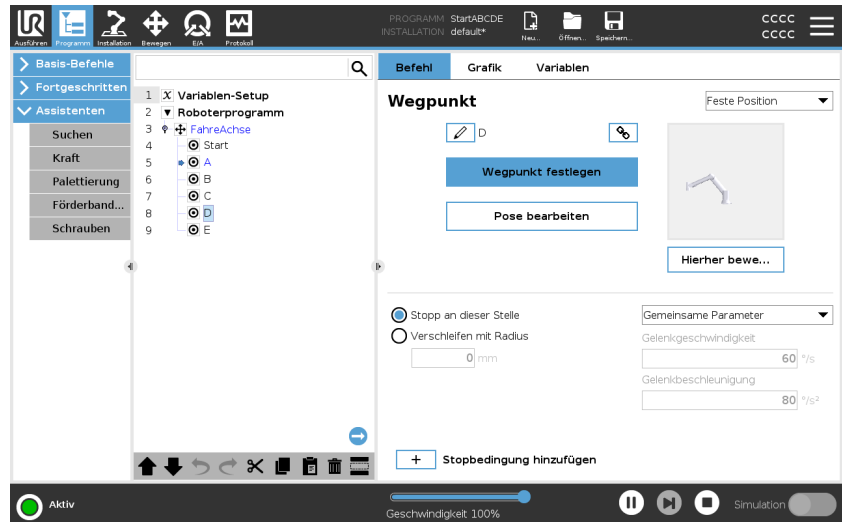 UR
PROGRAMM StartABCDE
INSTALLATION default*
cccc
cccc
Ausführen Programm Installation Bewegen E/A Protokoll Neu... Öffnen... Speichern...
Basis-Befehle
Fortgeschritten
Assistenten
Suchen
Kraft
Palettierung
Förderband...
Schrauben
1 X Variablen-Setup
2 Roboterprogramm
3 FahreAchse
4 Start
5 A
6 B
7 C
8 D
9 E
Befehl Grafik Variablen
Wegpunkt
Feste Position
D
Wegpunkt festlegen
Pose bearbeiten
Hierher bewe...
Stopp an dieser Stelle
Verschleifen mit Radius
0 mm
Gemeinsame Parameter
Gelenkgeschwindigkeit
60 °/s
Gelenkbeschleunigung
80 °/s²
+ Stopbedingung hinzufügen
Aktiv
Geschwindigkeit 100%
Simulation